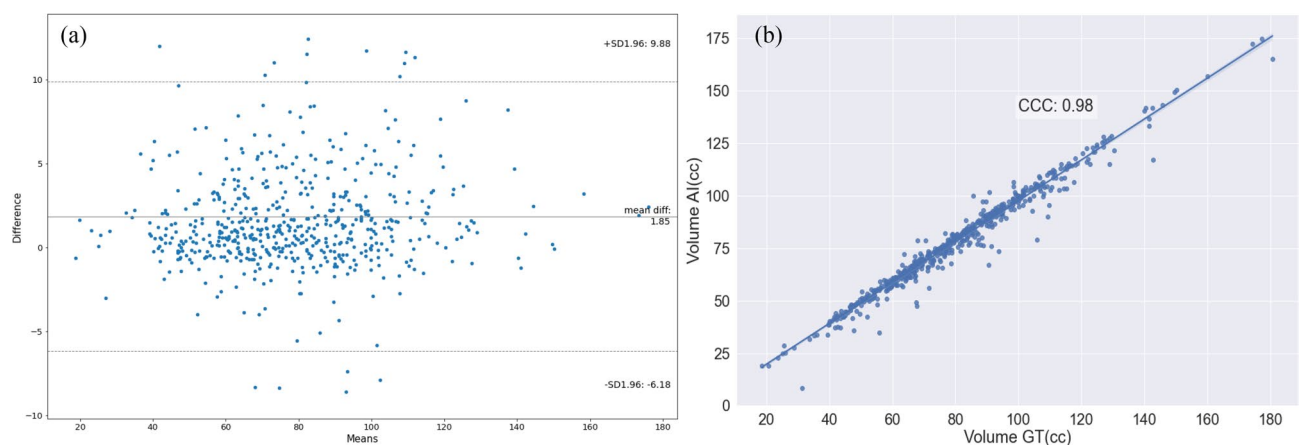 (a)
+SD1.96: 9.88
mean diff:
1.85
-SD1.96: -6.18
10
5
0
−5
−10
Difference
20 40 60 80 100 120 140 160 180
Means
(b)
CCC: 0.98
175
150
125
100
75
50
25
0
Volume AI(cc)
20 40 60 80 100 120 140 160 180
Volume GT(cc)